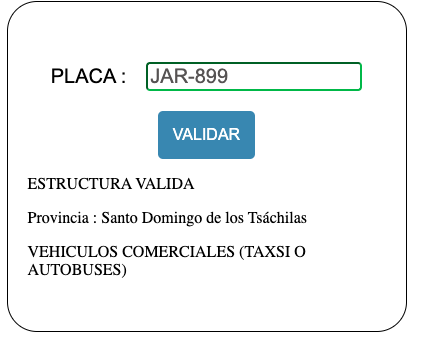 PLACA : JAR-899
VALIDAR
ESTRUCTURA VALIDA
Provincia : Santo Domingo de los Tsáchilas
VEHICULOS COMERCIALES (TAXSI O
AUTOBUSES)